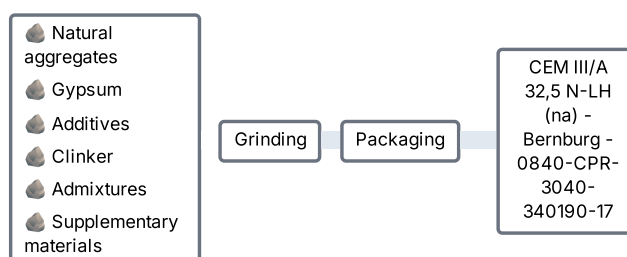 Natural
aggregates
Gypsum
Additives
Clinker
Admixtures
Supplementary
materials
Grinding
Packaging
CEM III/A
32,5 N-LH
(na) -
Bernburg -
0840-CPR-
3040-
340190-17